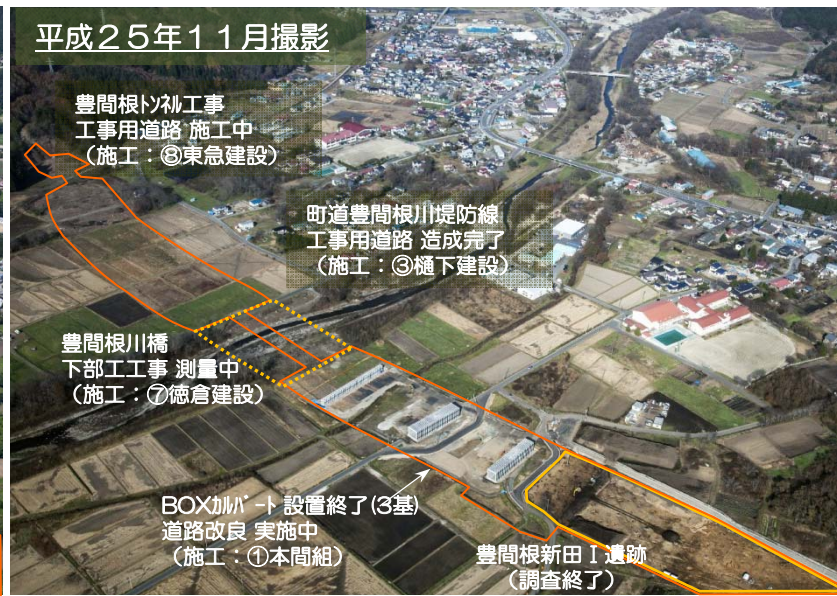 平成25年11月撮影
豊間根トンネル工事
工事用道路 施工中
（施工：⑧東急建設）
町道豊間根川堤防線
工事用道路 造成完了
（施工：③樋下建設）
豊間根川橋
下部工工事 測量中
（施工：⑦徳倉建設）
BOXカルバート 設置終了(3基)
道路改良 実施中
（施工：①本間組）
豊間根新田Ⅰ遺跡
（調査終了）